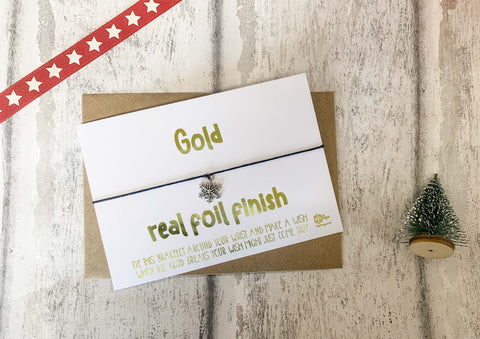 Gold
real foil finish
TIE THIS BRACELET AROUND YOUR WRIST AND MAKE A WISH
WHEN THE CORD BREAKS YOUR WISH MIGHT JUST COME TRUE